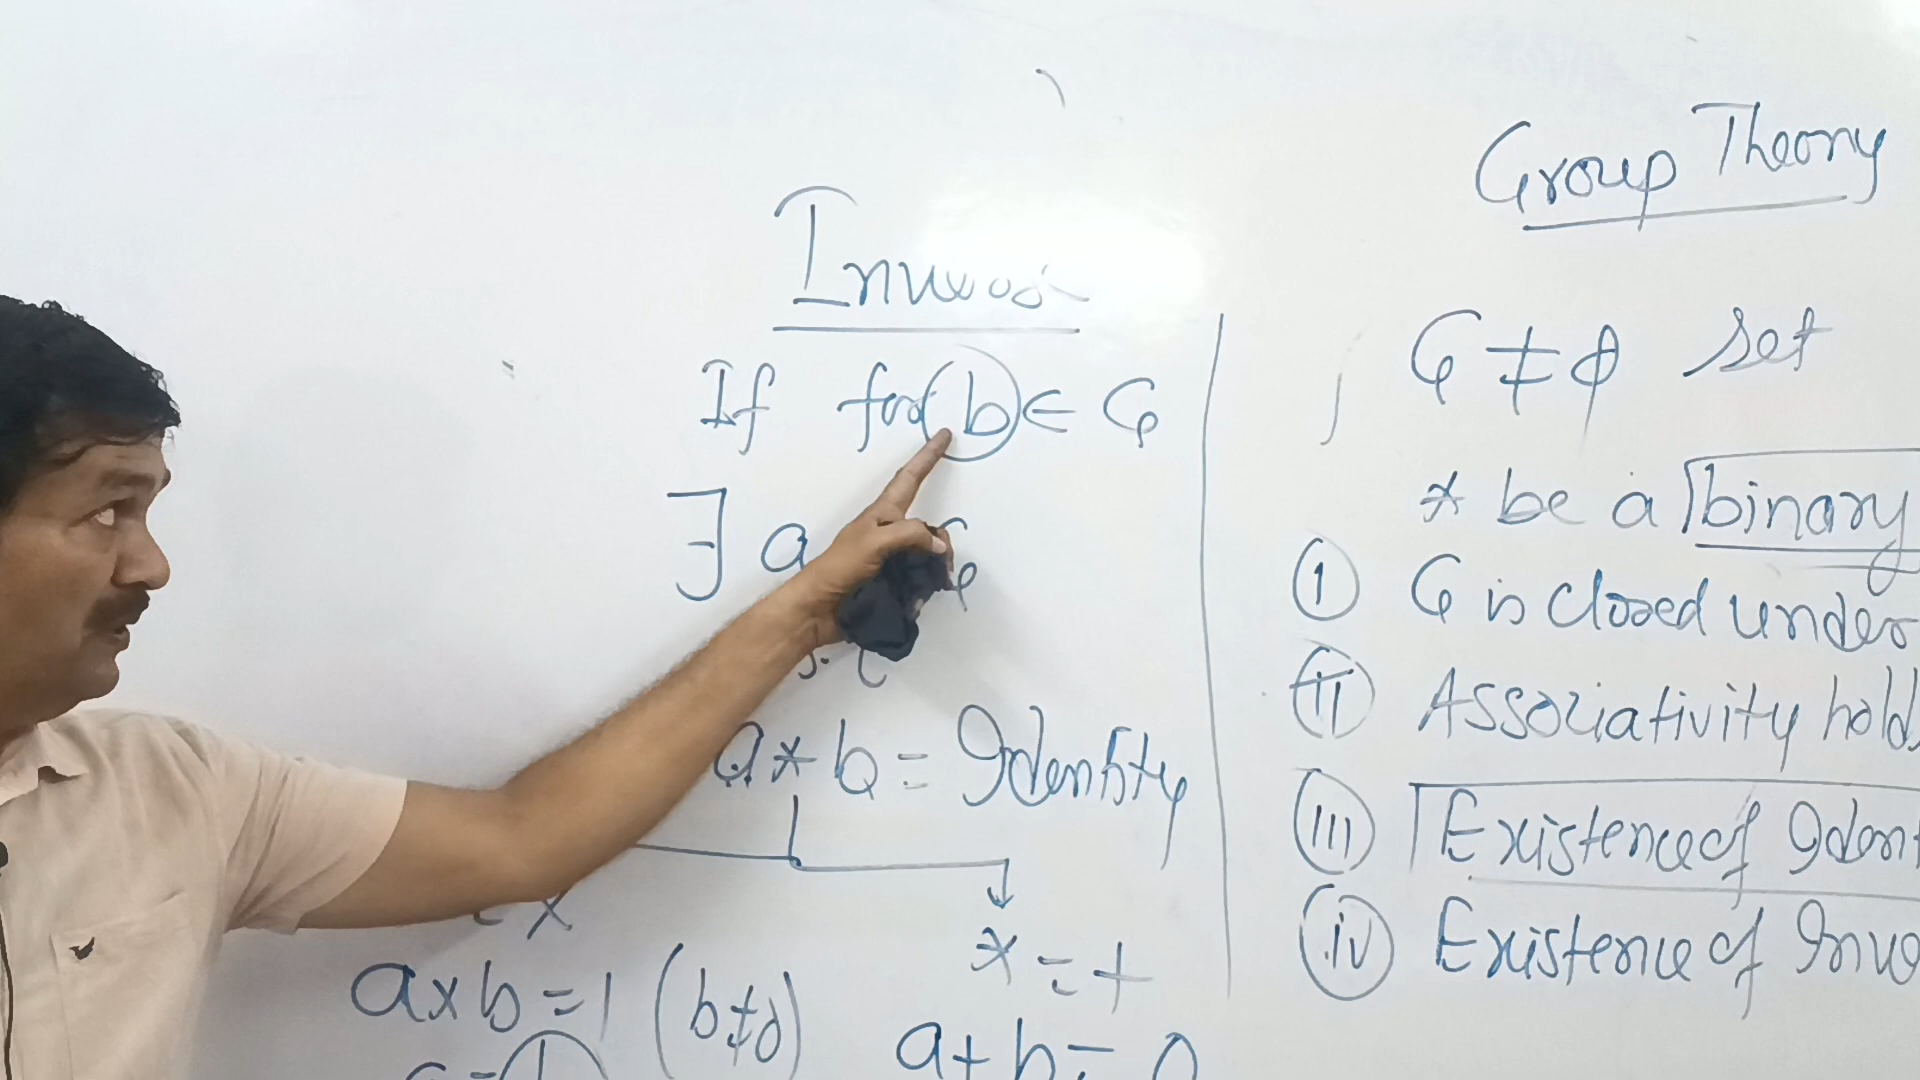 Inverse
If for b ∈ G
∃ a G
s. t
a * b = Identity
= ×
a × b = 1 (b ≠ 0)
* = +
a + b = 0
Group Theory
G ≠ ϕ set
* be a binary
(i) G is closed under
(ii) Associativity holds
(iii) Existence of Ident
(iv) Existence of Inve